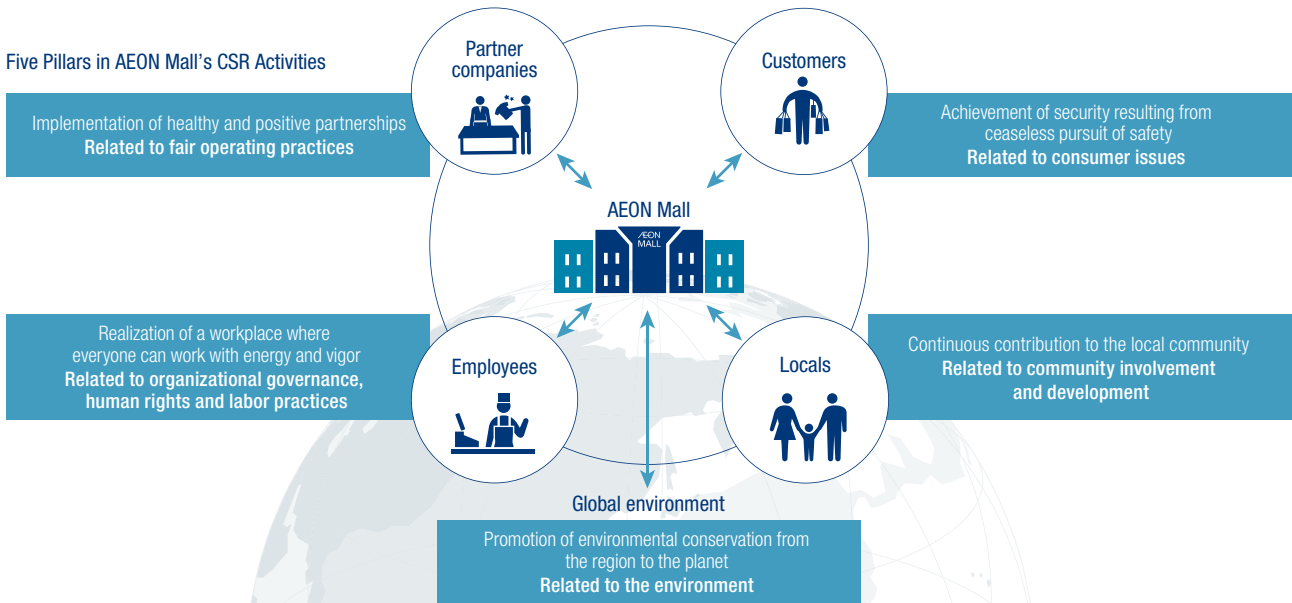 Five Pillars in AEON Mall's CSR Activities
Partner
companies
Implementation of healthy and positive partnerships
Related to fair operating practices
Customers
Achievement of security resulting from
ceaseless pursuit of safety
Related to consumer issues
AEON Mall
ÆON
MALL
Realization of a workplace where
everyone can work with energy and vigor
Related to organizational governance,
human rights and labor practices
Employees
Locals
Continuous contribution to the local community
Related to community involvement
and development
Global environment
Promotion of environmental conservation from
the region to the planet
Related to the environment